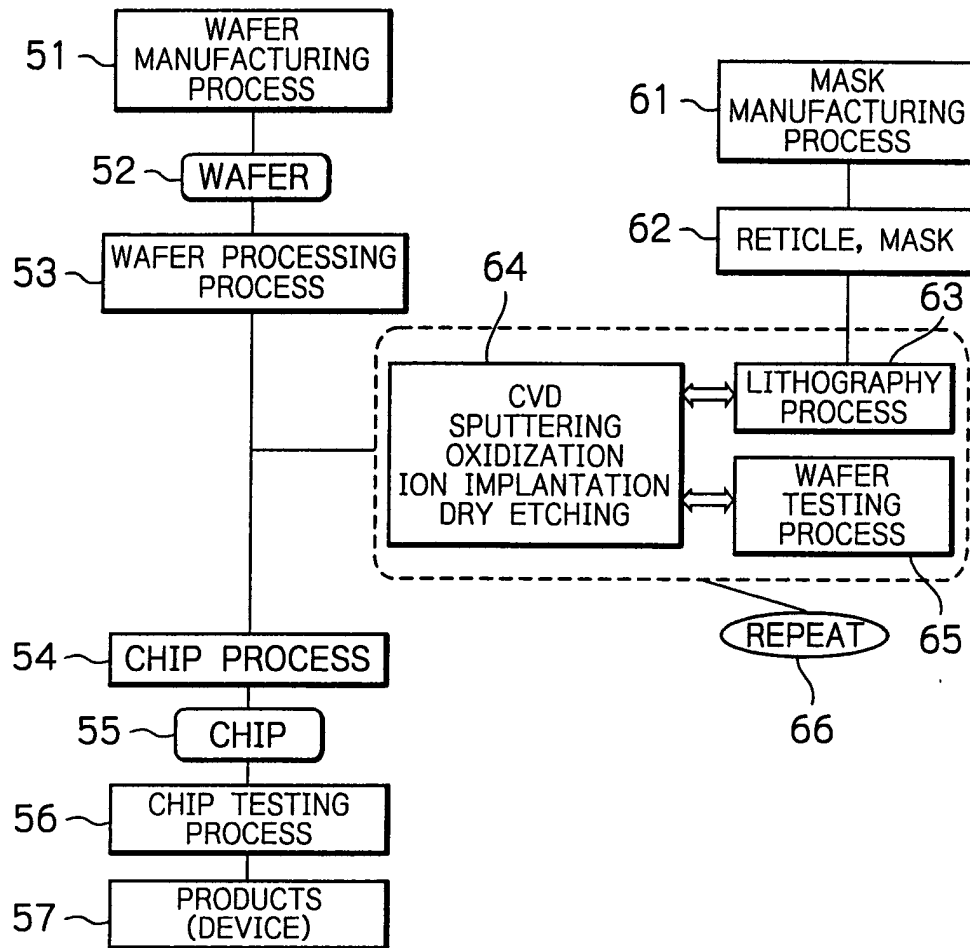 51
WAFER
MANUFACTURING
PROCESS
52
WAFER
53
WAFER PROCESSING
PROCESS
61
MASK
MANUFACTURING
PROCESS
62
RETICLE, MASK
64
63
CVD
SPUTTERING
OXIDIZATION
ION IMPLANTATION
DRY ETCHING
LITHOGRAPHY
PROCESS
WAFER
TESTING
PROCESS
65
REPEAT
66
54
CHIP PROCESS
55
CHIP
56
CHIP TESTING
PROCESS
57
PRODUCTS
(DEVICE)